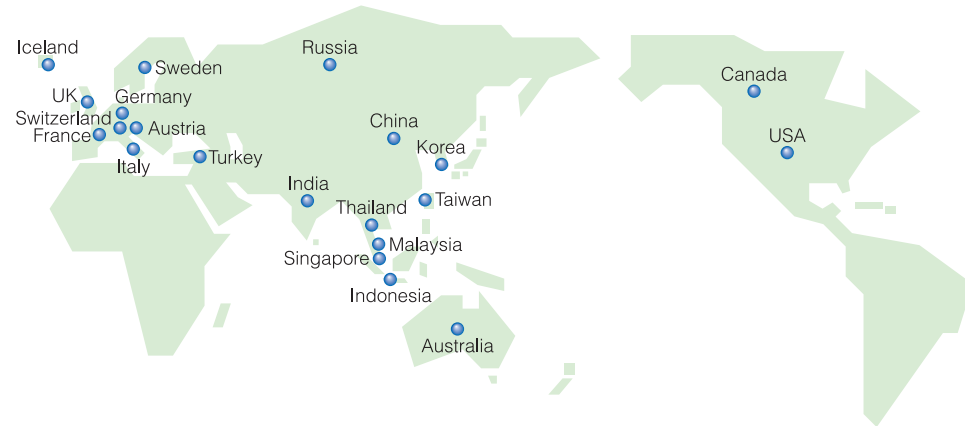 Iceland
Russia
Sweden
Canada
UK
Germany
Switzerland
France
Austria
China
USA
Korea
Italy
Turkey
India
Taiwan
Thailand
Malaysia
Singapore
Indonesia
Australia